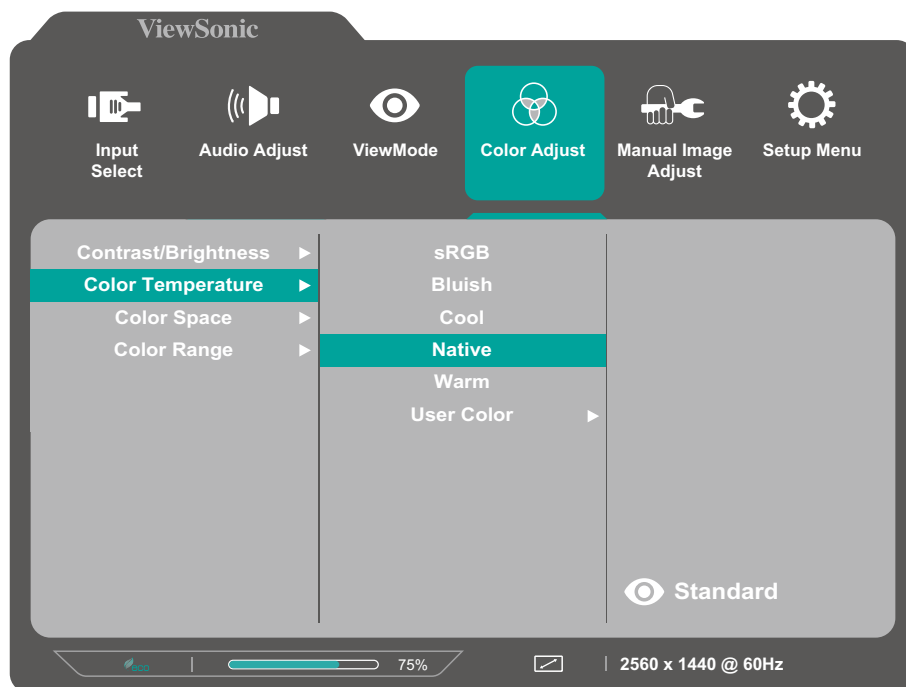 ViewSonic
Input Select
Audio Adjust
ViewMode
Color Adjust
Manual Image Adjust
Setup Menu
Contrast/Brightness
Color Temperature
Color Space
Color Range
sRGB
Bluish
Cool
Native
Warm
User Color
Standard
eco
75%
2560 x 1440 @ 60Hz